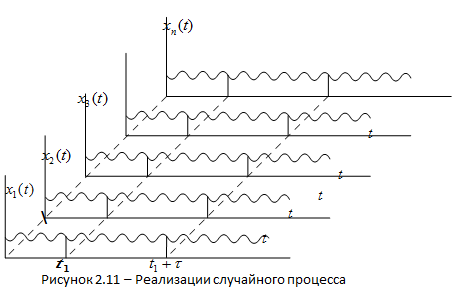 xₙ(t)
x₃(t)
t
x₂(t)
t
x₁(t)
t
t
t
t₁
t₁ + τ
Рисунок 2.11 – Реализации случайного процесса